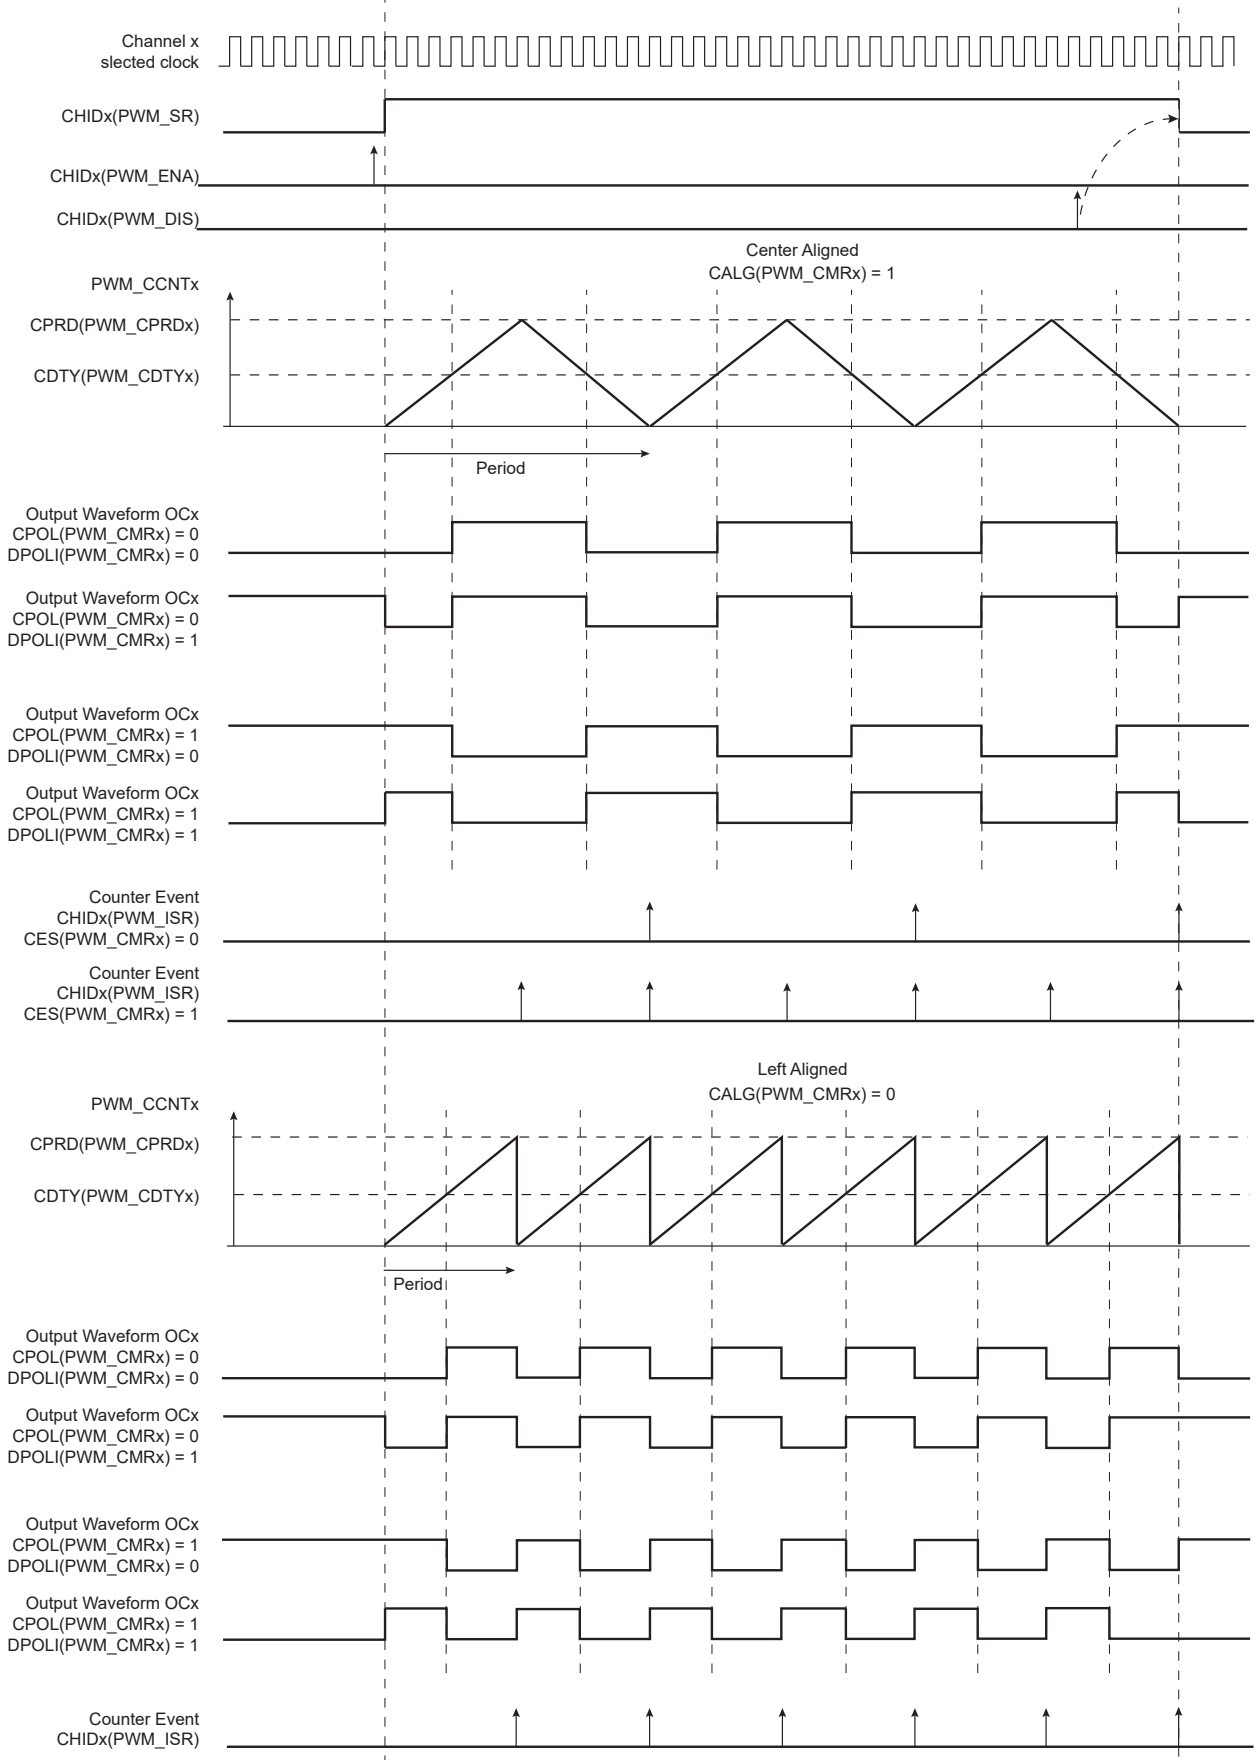 Channel x
slected clock
CHIDx(PWM_SR)
CHIDx(PWM_ENA)
CHIDx(PWM_DIS)
Center Aligned
CALG(PWM_CMRx) = 1
PWM_CCNTx
CPRD(PWM_CPRDx)
CDTY(PWM_CDTYx)
Period
Output Waveform OCx
CPOL(PWM_CMRx) = 0
DPOLI(PWM_CMRx) = 0
Output Waveform OCx
CPOL(PWM_CMRx) = 0
DPOLI(PWM_CMRx) = 1
Output Waveform OCx
CPOL(PWM_CMRx) = 1
DPOLI(PWM_CMRx) = 0
Output Waveform OCx
CPOL(PWM_CMRx) = 1
DPOLI(PWM_CMRx) = 1
Counter Event
CHIDx(PWM_ISR)
CES(PWM_CMRx) = 0
Counter Event
CHIDx(PWM_ISR)
CES(PWM_CMRx) = 1
Left Aligned
CALG(PWM_CMRx) = 0
PWM_CCNTx
CPRD(PWM_CPRDx)
CDTY(PWM_CDTYx)
Period
Output Waveform OCx
CPOL(PWM_CMRx) = 0
DPOLI(PWM_CMRx) = 0
Output Waveform OCx
CPOL(PWM_CMRx) = 0
DPOLI(PWM_CMRx) = 1
Output Waveform OCx
CPOL(PWM_CMRx) = 1
DPOLI(PWM_CMRx) = 0
Output Waveform OCx
CPOL(PWM_CMRx) = 1
DPOLI(PWM_CMRx) = 1
Counter Event
CHIDx(PWM_ISR)